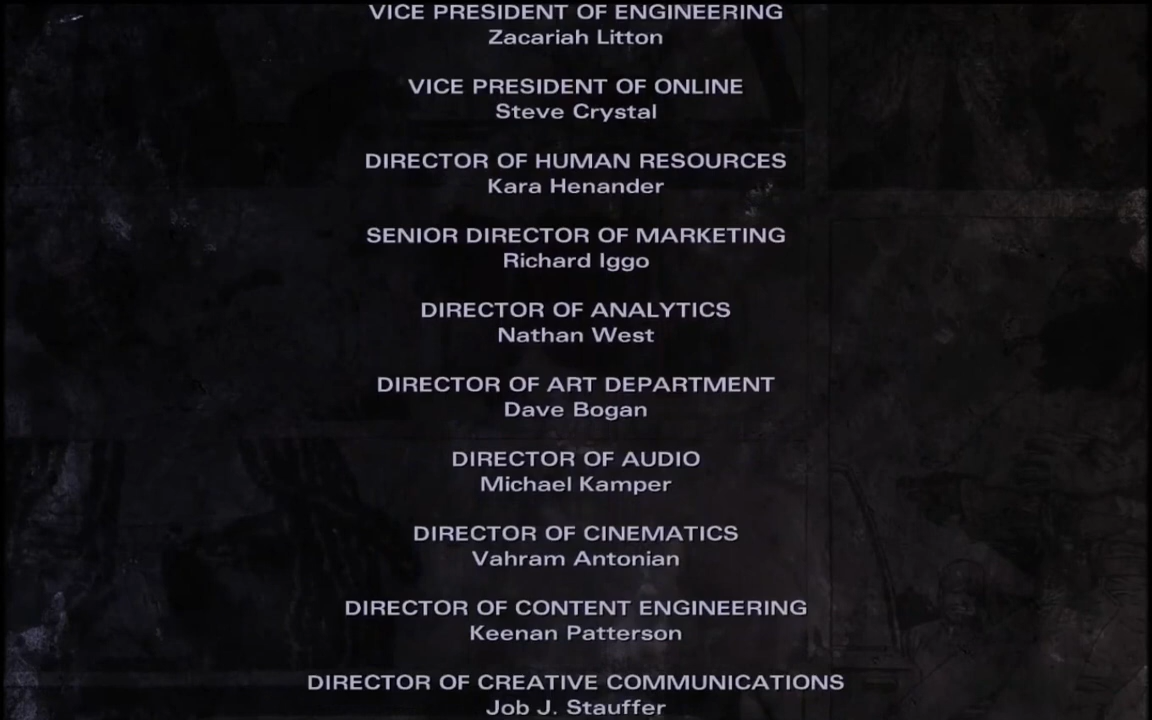 VICE PRESIDENT OF ENGINEERING
Zacariah Litton
VICE PRESIDENT OF ONLINE
Steve Crystal
DIRECTOR OF HUMAN RESOURCES
Kara Henander
SENIOR DIRECTOR OF MARKETING
Richard Iggo
DIRECTOR OF ANALYTICS
Nathan West
DIRECTOR OF ART DEPARTMENT
Dave Bogan
DIRECTOR OF AUDIO
Michael Kamper
DIRECTOR OF CINEMATICS
Vahram Antonian
DIRECTOR OF CONTENT ENGINEERING
Keenan Patterson
DIRECTOR OF CREATIVE COMMUNICATIONS
Job J. Stauffer